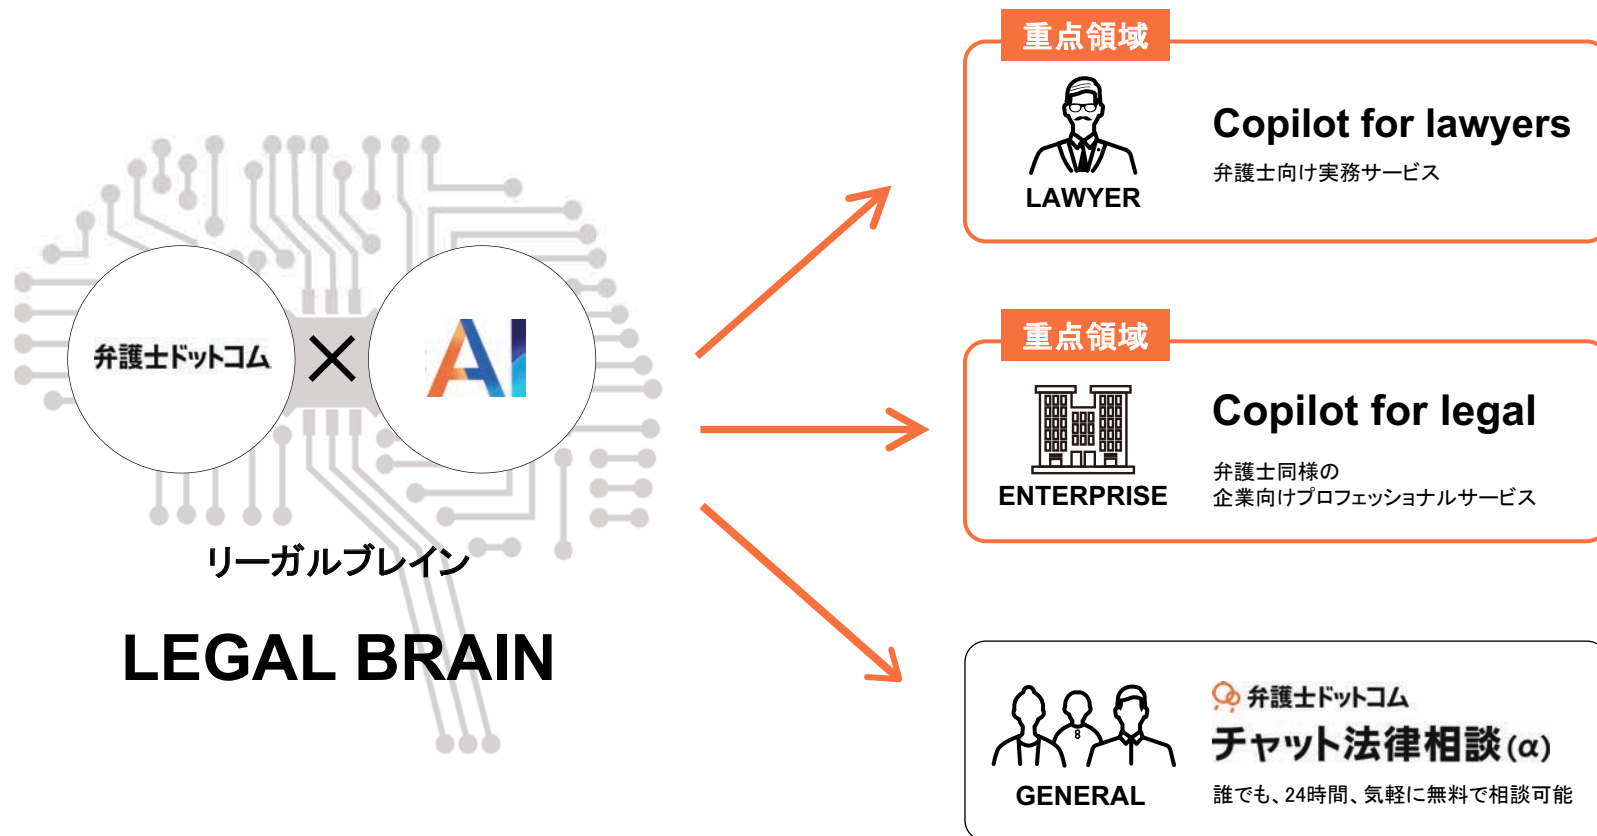 弁護士ドットコム
×
AI
リーガルブレイン
LEGAL BRAIN
重点領域
LAWYER
Copilot for lawyers
弁護士向け実務サービス
重点領域
ENTERPRISE
Copilot for legal
弁護士同様の
企業向けプロフェッショナルサービス
GENERAL
弁護士ドットコム
チャット法律相談(α)
誰でも、24時間、気軽に無料で相談可能